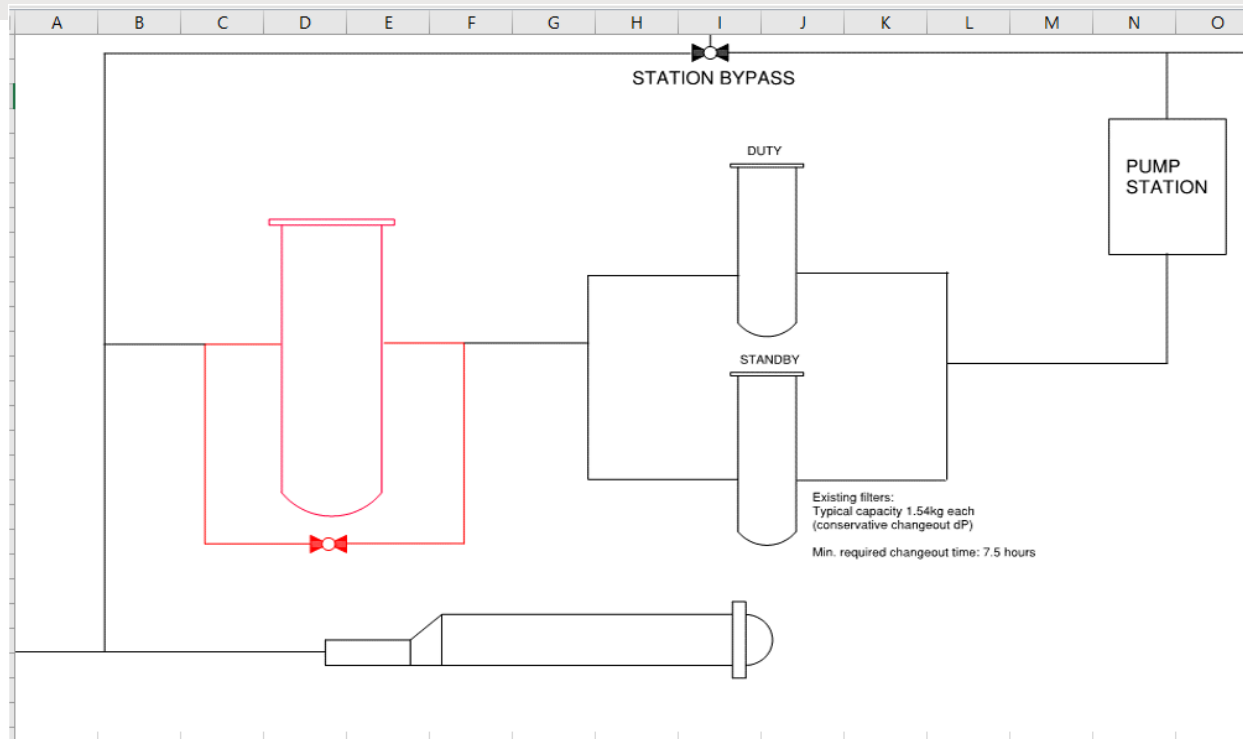 A B C D E F G H I J K L M N O
STATION BYPASS
DUTY
PUMP
STATION
STANDBY
Existing filters:
Typical capacity 1.54kg each
(conservative changeout dP)
Min. required changeout time: 7.5 hours